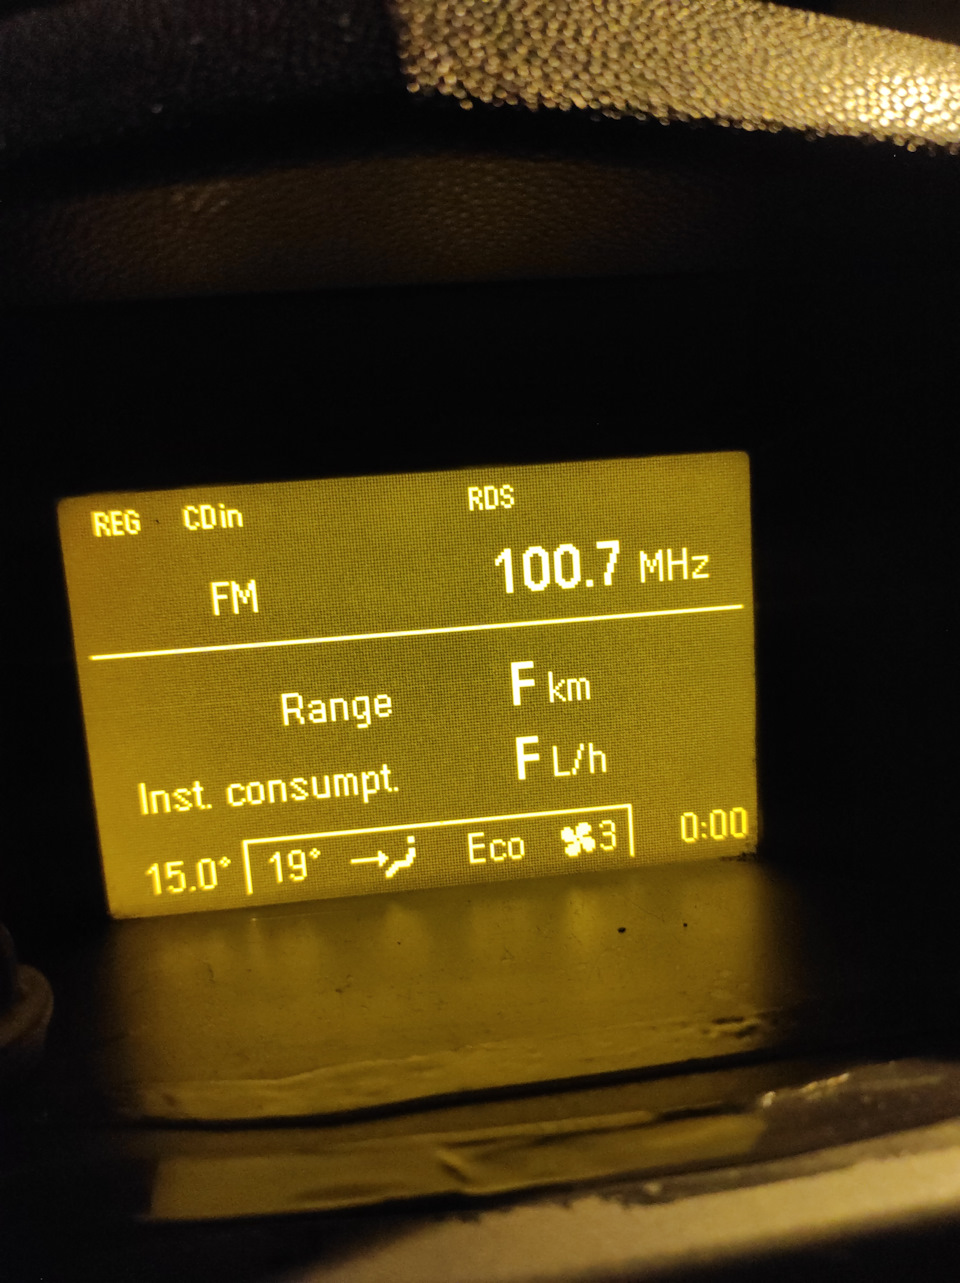 REG CDin RDS
FM 100.7 MHz
Range F km
Inst. consumpt. F L/h
15.0° 19° Eco 3 0:00